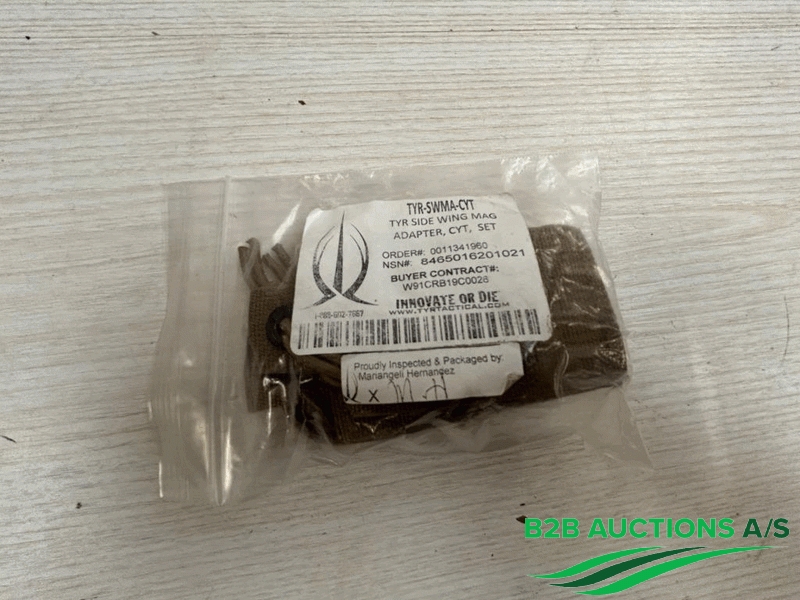 TYR-SWMA-CYT
TYR SIDE WING MAG
ADAPTER, CYT, SET
ORDER#: 0011341960
NSN#: 8465016201021
BUYER CONTRACT#:
W91CRB19C0026
INNOVATE OR DIE
WWW.TYRTACTICAL.COM
Proudly Inspected & Packaged by:
Mariangeli Hernandez
X M H
B2B AUCTIONS A/S